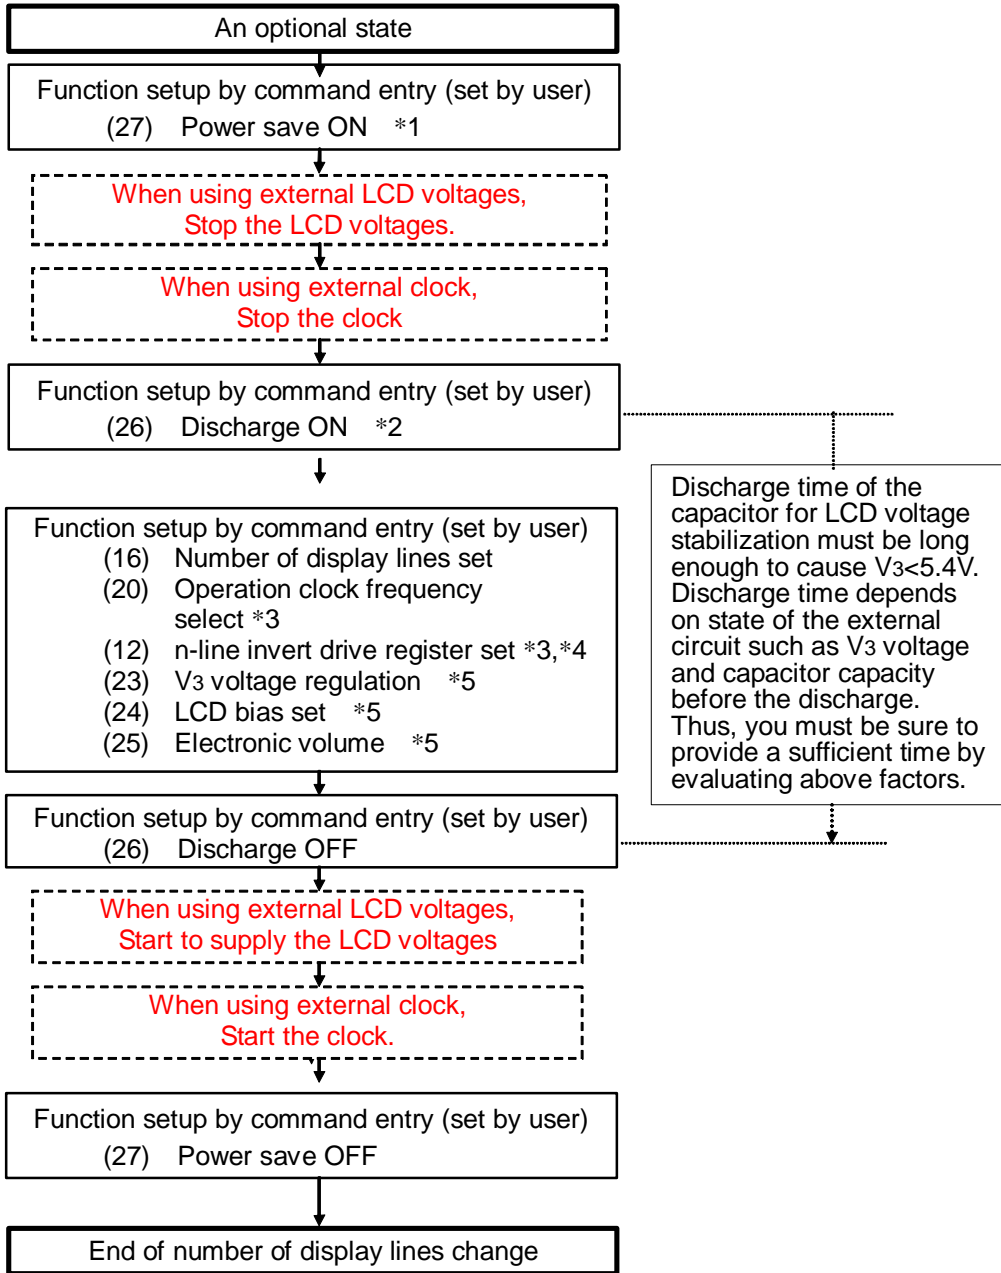 An optional state
Function setup by command entry (set by user)
(27) Power save ON *1
When using external LCD voltages,
Stop the LCD voltages.
When using external clock,
Stop the clock
Function setup by command entry (set by user)
(26) Discharge ON *2
Discharge time of the
capacitor for LCD voltage
stabilization must be long
enough to cause V3<5.4V.
Discharge time depends
on state of the external
circuit such as V3 voltage
and capacitor capacity
before the discharge.
Thus, you must be sure to
provide a sufficient time by
evaluating above factors.
Function setup by command entry (set by user)
(16) Number of display lines set
(20) Operation clock frequency
select *3
(12) n-line invert drive register set *3,*4
(23) V3 voltage regulation *5
(24) LCD bias set *5
(25) Electronic volume *5
Function setup by command entry (set by user)
(26) Discharge OFF
When using external LCD voltages,
Start to supply the LCD voltages
When using external clock,
Start the clock.
Function setup by command entry (set by user)
(27) Power save OFF
End of number of display lines change